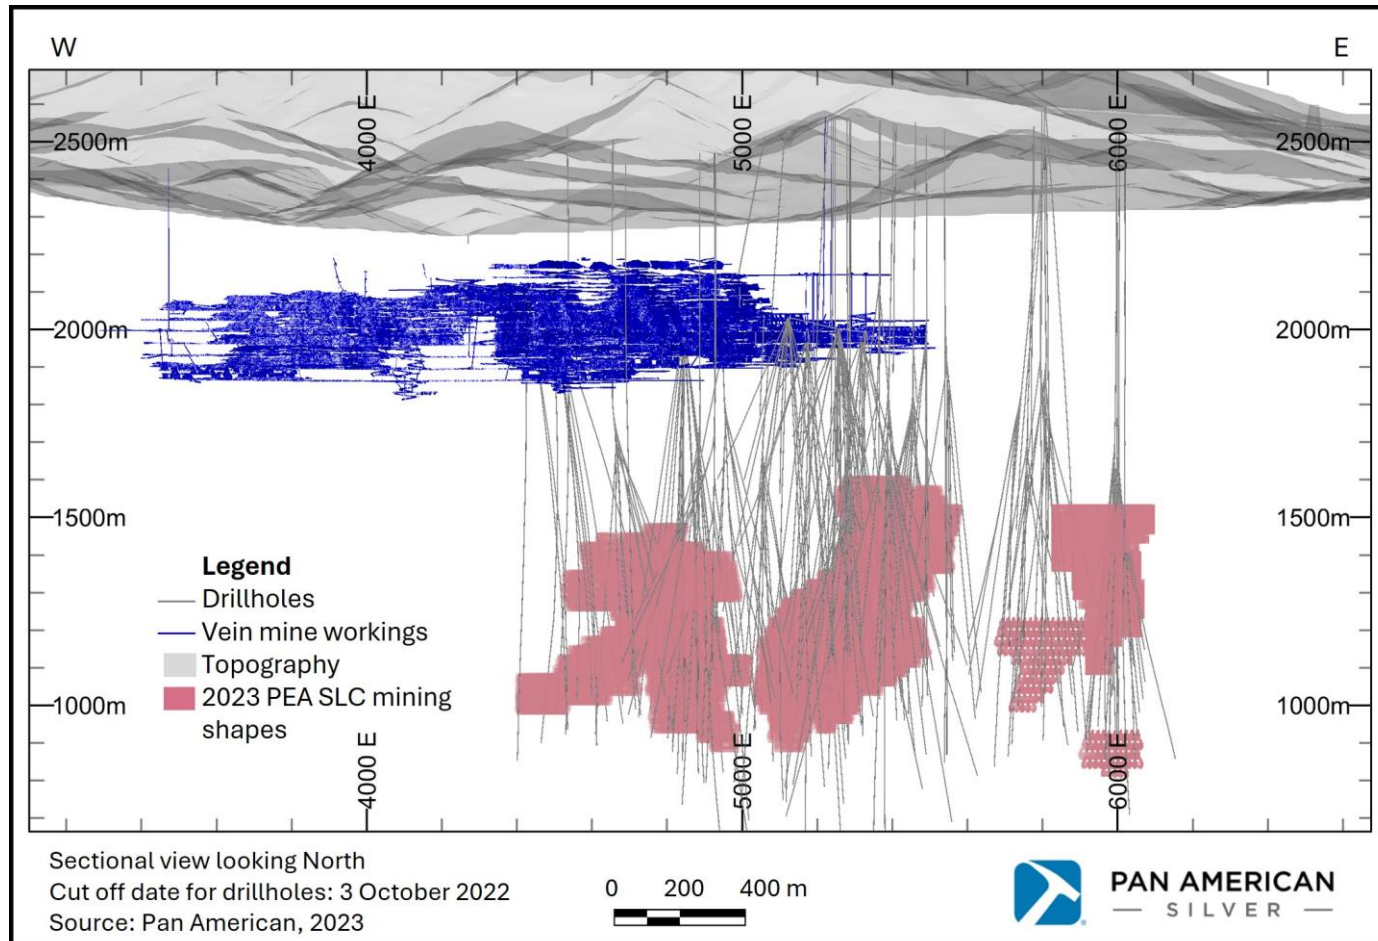 W
E
4000 E
5000 E
6000 E
2500m
2500m
2000m
2000m
1500m
1500m
Legend
Drillholes
Vein mine workings
Topography
2023 PEA SLC mining
shapes
1000m
1000m
4000 E
5000 E
6000 E
Sectional view looking North
Cut off date for drillholes: 3 October 2022
Source: Pan American, 2023
0 200 400 m
PAN AMERICAN
SILVER